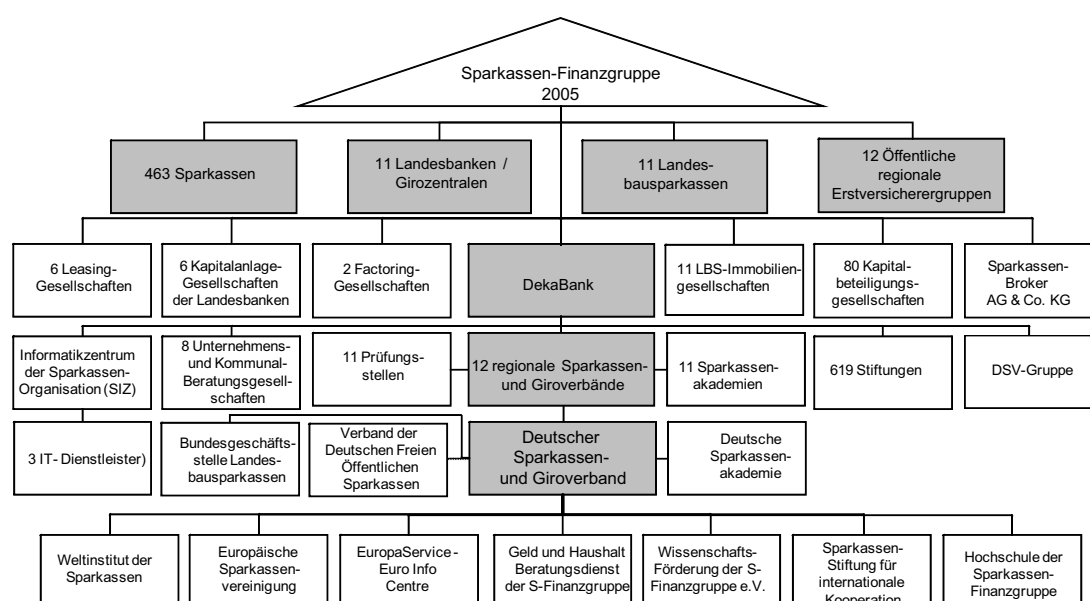 Sparkassen-Finanzgruppe
2005
463 Sparkassen
11 Landesbanken /
Girozentralen
11 Landes-
bausparkassen
12 Öffentliche
regionale
Erstversicherergruppen
6 Leasing-
Gesellschaften
6 Kapitalanlage-
Gesellschaften
der Landesbanken
2 Factoring-
Gesellschaften
DekaBank
11 LBS-Immobilien-
gesellschaften
80 Kapital-
beteiligungs-
gesellschaften
Sparkassen-
Broker
AG & Co. KG
Informatikzentrum
der Sparkassen-
Organisation (SIZ)
8 Unternehmens-
und Kommunal-
Beratungsgesell-
schaften
11 Prüfungs-
stellen
12 regionale Sparkassen-
und Giroverbände
11 Sparkassen-
akademien
619 Stiftungen
DSV-Gruppe
3 IT- Dienstleister)
Bundesgeschäfts-
stelle Landes-
bausparkassen
Verband der
Deutschen Freien
Öffentlichen
Sparkassen
Deutscher
Sparkassen-
und Giroverband
Deutsche
Sparkassen-
akademie
Weltinstitut der
Sparkassen
Europäische
Sparkassen-
vereinigung
EuropaService -
Euro Info
Centre
Geld und Haushalt
Beratungsdienst
der S-Finanzgruppe
Wissenschafts-
Förderung der S-
Finanzgruppe e.V.
Sparkassen-
Stiftung für
internationale
Kooperation
Hochschule der
Sparkassen-
Finanzgruppe